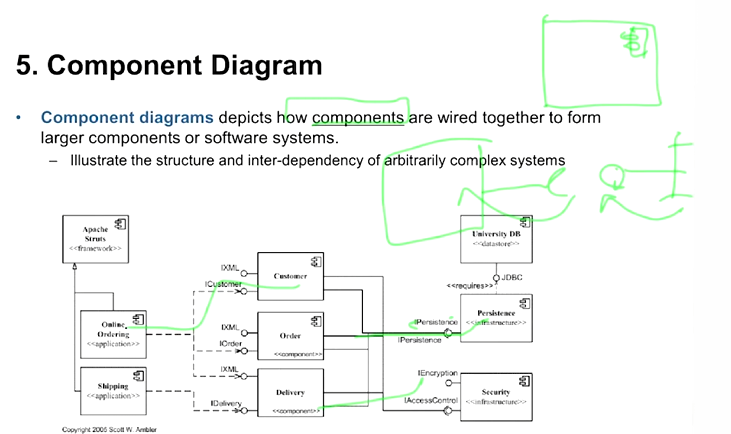 5. Component Diagram
• Component diagrams depicts how components are wired together to form
larger components or software systems.
– Illustrate the structure and inter-dependency of arbitrarily complex systems
Apache
Struts
<<framework>>
University DB
<<datastore>>
IXML
ICustomer
Customer
JDBC
<<requires>>
Online
Ordering
<<application>>
IXML
IOrder
Order
<<component>>
IPersistence
IPersistence
Persistence
<<infrastructure>>
Shipping
<<application>>
IXML
IDelivery
Delivery
<<component>>
IEncryption
IAccessControl
Security
<<infrastructure>>
Copyright 2005 Scott W. Ambler